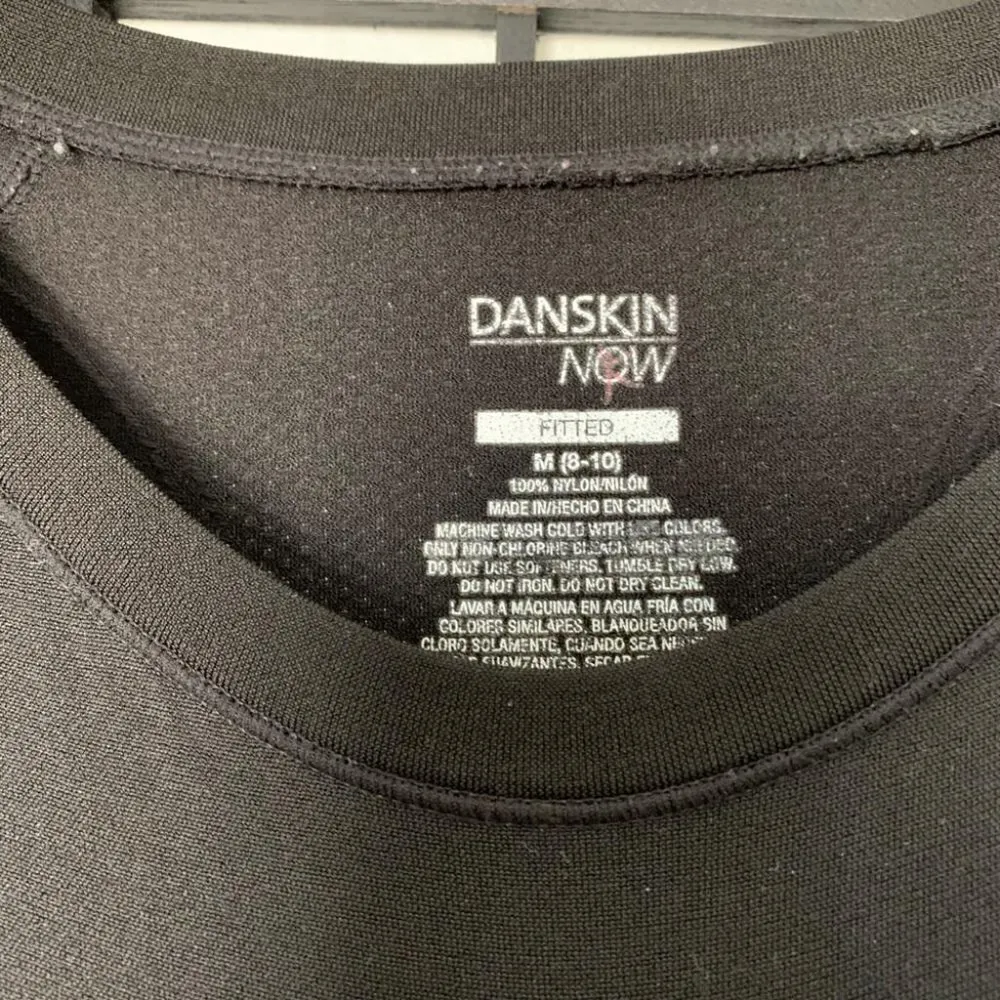 DANSKIN
NOW
FITTED
M (8-10)
100% NYLON/NILÓN
MADE IN/HECHO EN CHINA
MACHINE WASH COLD WITH COLORS.
ONLY NON-CHLORINE BLEACH WHEN NEEDED
DO NOT USE SOFTENERS. TUMBLE DRY LOW.
DO NOT IRON. DO NOT DRY CLEAN.
LAVAR A MÁQUINA EN AGUA FRÍA CON
COLORES SIMILARES. BLANQUEADOR SIN
CLORO SOLAMENTE, CUANDO SEA
SUAVIZANTES.